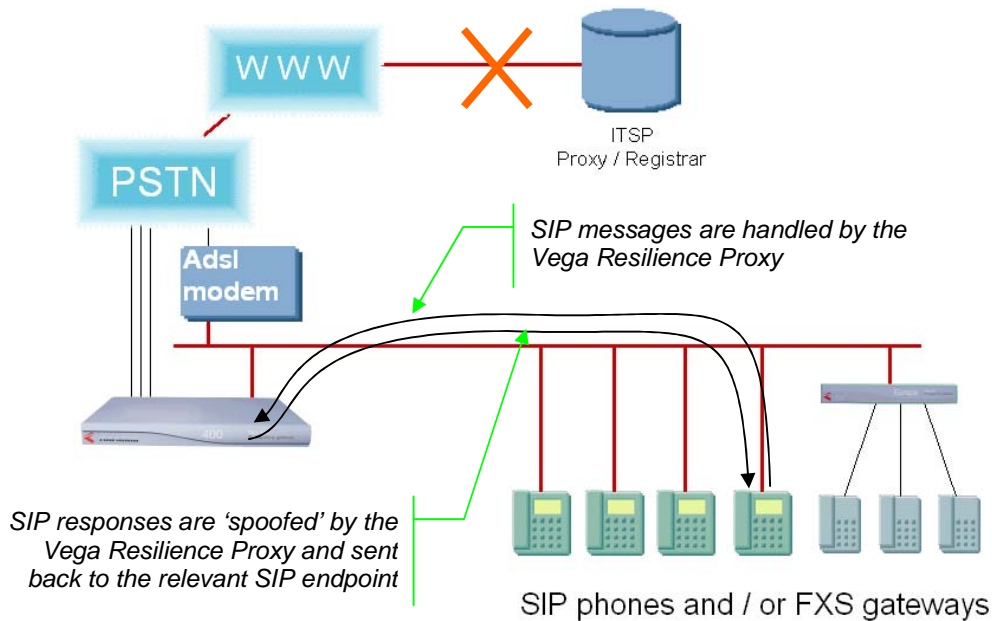 WWW
ITSP
Proxy / Registrar
PSTN
SIP messages are handled by the
Vega Resilience Proxy
Adsl
modem
400
SIP responses are ‘spoofed’ by the
Vega Resilience Proxy and sent
back to the relevant SIP endpoint
SIP phones and / or FXS gateways